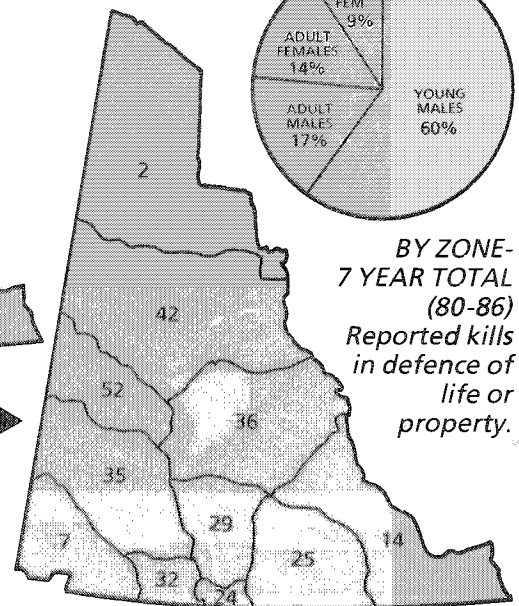 FEM
9%
ADULT
FEMALES
14%
ADULT
MALES
17%
YOUNG
MALES
60%
BY ZONE-
7 YEAR TOTAL
(80-86)
Reported kills
in defence of
life or
property.
2
42
52
36
35
29
7
25
14
32
24